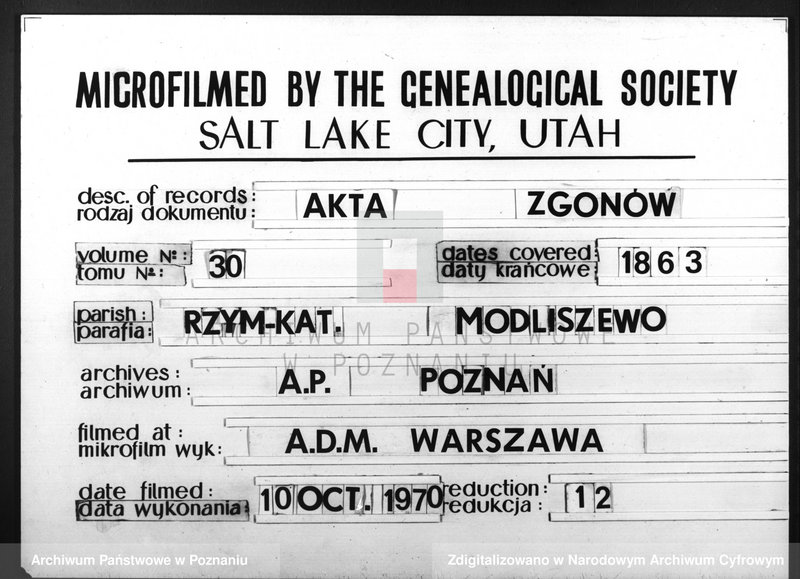 MICROFILMED BY THE GENEALOGICAL SOCIETY
SALT LAKE CITY, UTAH
desc. of records: AKTA ZGONÓW
rodzaj dokumentu:
volume №: 30 dates covered: 1863
tomu №: daty krańcowe:
parish: RZYM-KAT. MODLISZEWO
parafia:
ARCHIWUM PAŃSTWOWE
W POZNANIU
archives: A.P. POZNAŃ
archiwum:
filmed at: A.D.M. WARSZAWA
mikrofilm wyk:
date filmed: 10 OCT. 1970 reduction: 12
data wykonania: redukcja:
Archiwum Państwowe w Poznaniu Zdigitalizowano w Narodowym Archiwum Cyfrowym